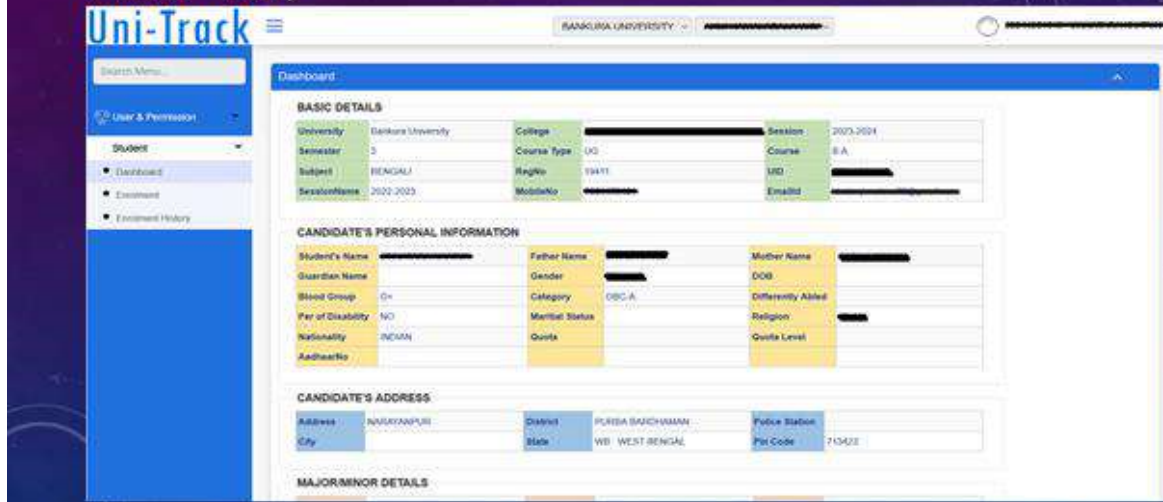 Uni-Track
BANKURA UNIVERSITY
Search Menu...
Dashboard
User & Permission
Student
Dashboard
Enrolment
Enrolment History
BASIC DETAILS
University Bankura University College Session 2023-2024
Semester 3 Course Type UG Course B.A.
Subject BENGALI RegNo UID
SessionName 2022-2023 MobileNo EmailId
CANDIDATE'S PERSONAL INFORMATION
Student's Name Father Name Mother Name
Guardian Name Gender DOB
Blood Group O+ Category OBC-A Differently Abled
Per of Disability NO Marital Status Religion
Nationality INDIAN Quota Quota Level
AadhaarNo
CANDIDATE'S ADDRESS
Address NARAYANPUR District PURBA BARDHAMAN Police Station
City State WB WEST BENGAL Pin Code
MAJOR/MINOR DETAILS